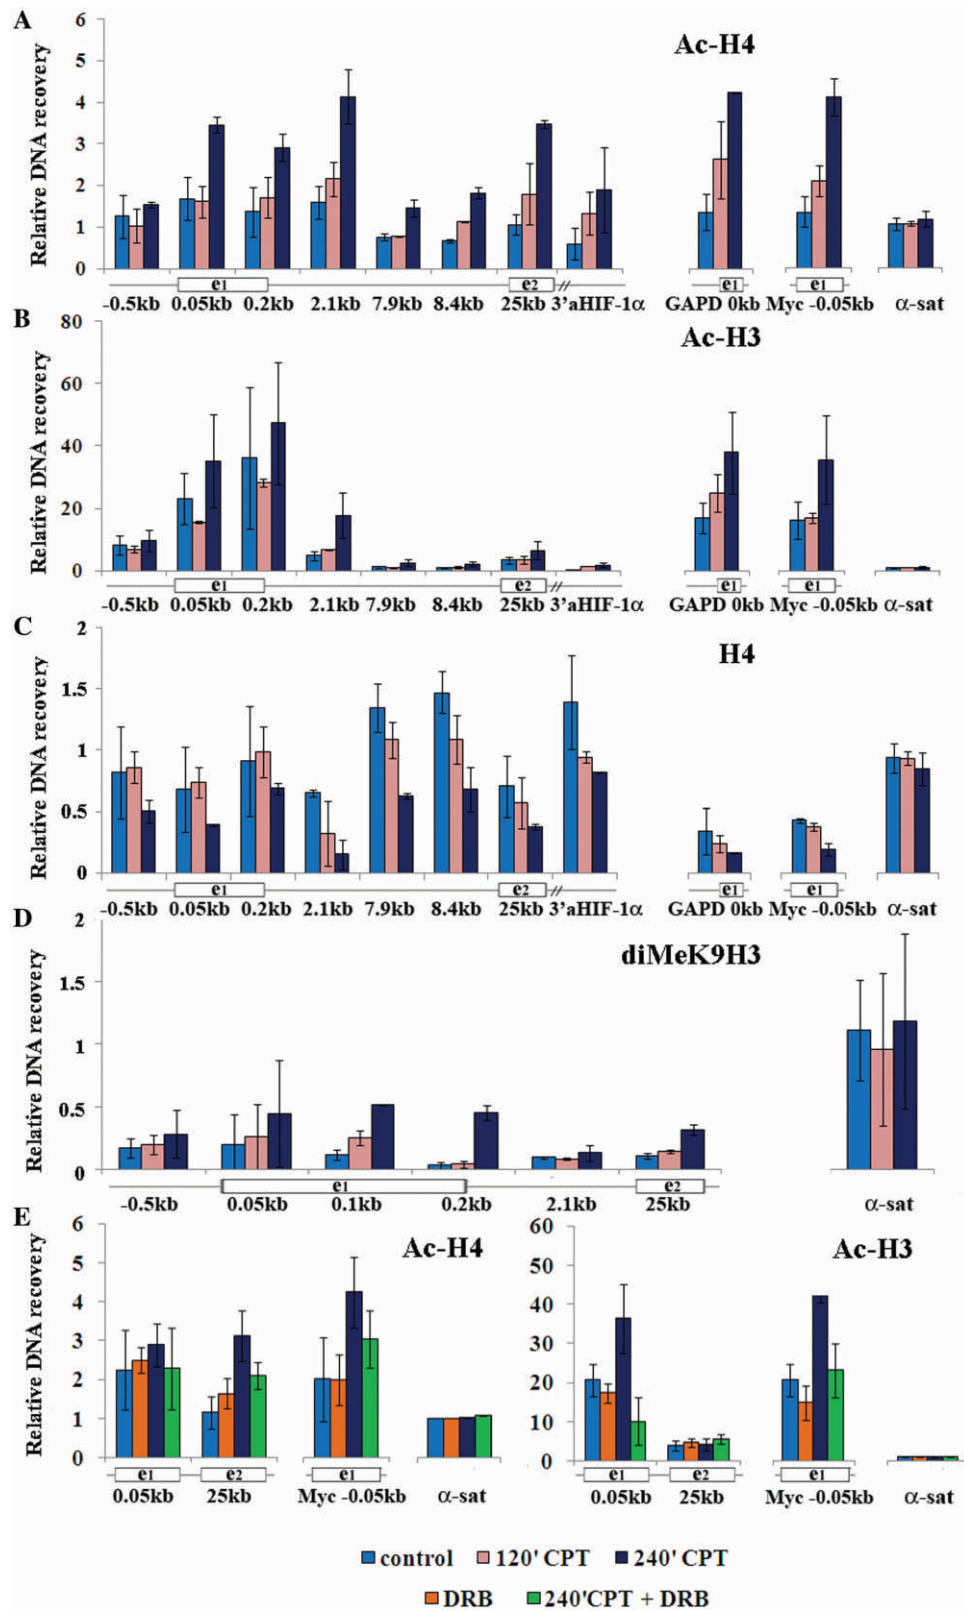 A
Ac-H4
Relative DNA recovery
6
5
4
3
2
1
0
e1
e2
//
e1
e1
-0.5kb 0.05kb 0.2kb 2.1kb 7.9kb 8.4kb 25kb 3'aHIF-1α GAPD 0kb Myc -0.05kb α-sat
B
Ac-H3
Relative DNA recovery
80
60
40
20
0
e1
e2
//
e1
e1
-0.5kb 0.05kb 0.2kb 2.1kb 7.9kb 8.4kb 25kb 3'aHIF-1α GAPD 0kb Myc -0.05kb α-sat
C
H4
Relative DNA recovery
2
1.5
1
0.5
0
e1
e2
//
e1
e1
-0.5kb 0.05kb 0.2kb 2.1kb 7.9kb 8.4kb 25kb 3'aHIF-1α GAPD 0kb Myc -0.05kb α-sat
D
diMeK9H3
Relative DNA recovery
2
1.5
1
0.5
0
e1
e2
-0.5kb 0.05kb 0.1kb 0.2kb 2.1kb 25kb α-sat
E
Ac-H4
Relative DNA recovery
6
5
4
3
2
1
0
e1
e2
e1
0.05kb 25kb Myc -0.05kb α-sat
Ac-H3
60
50
40
30
20
10
0
e1
e2
e1
0.05kb 25kb Myc -0.05kb α-sat
control 120' CPT 240' CPT
DRB 240'CPT + DRB